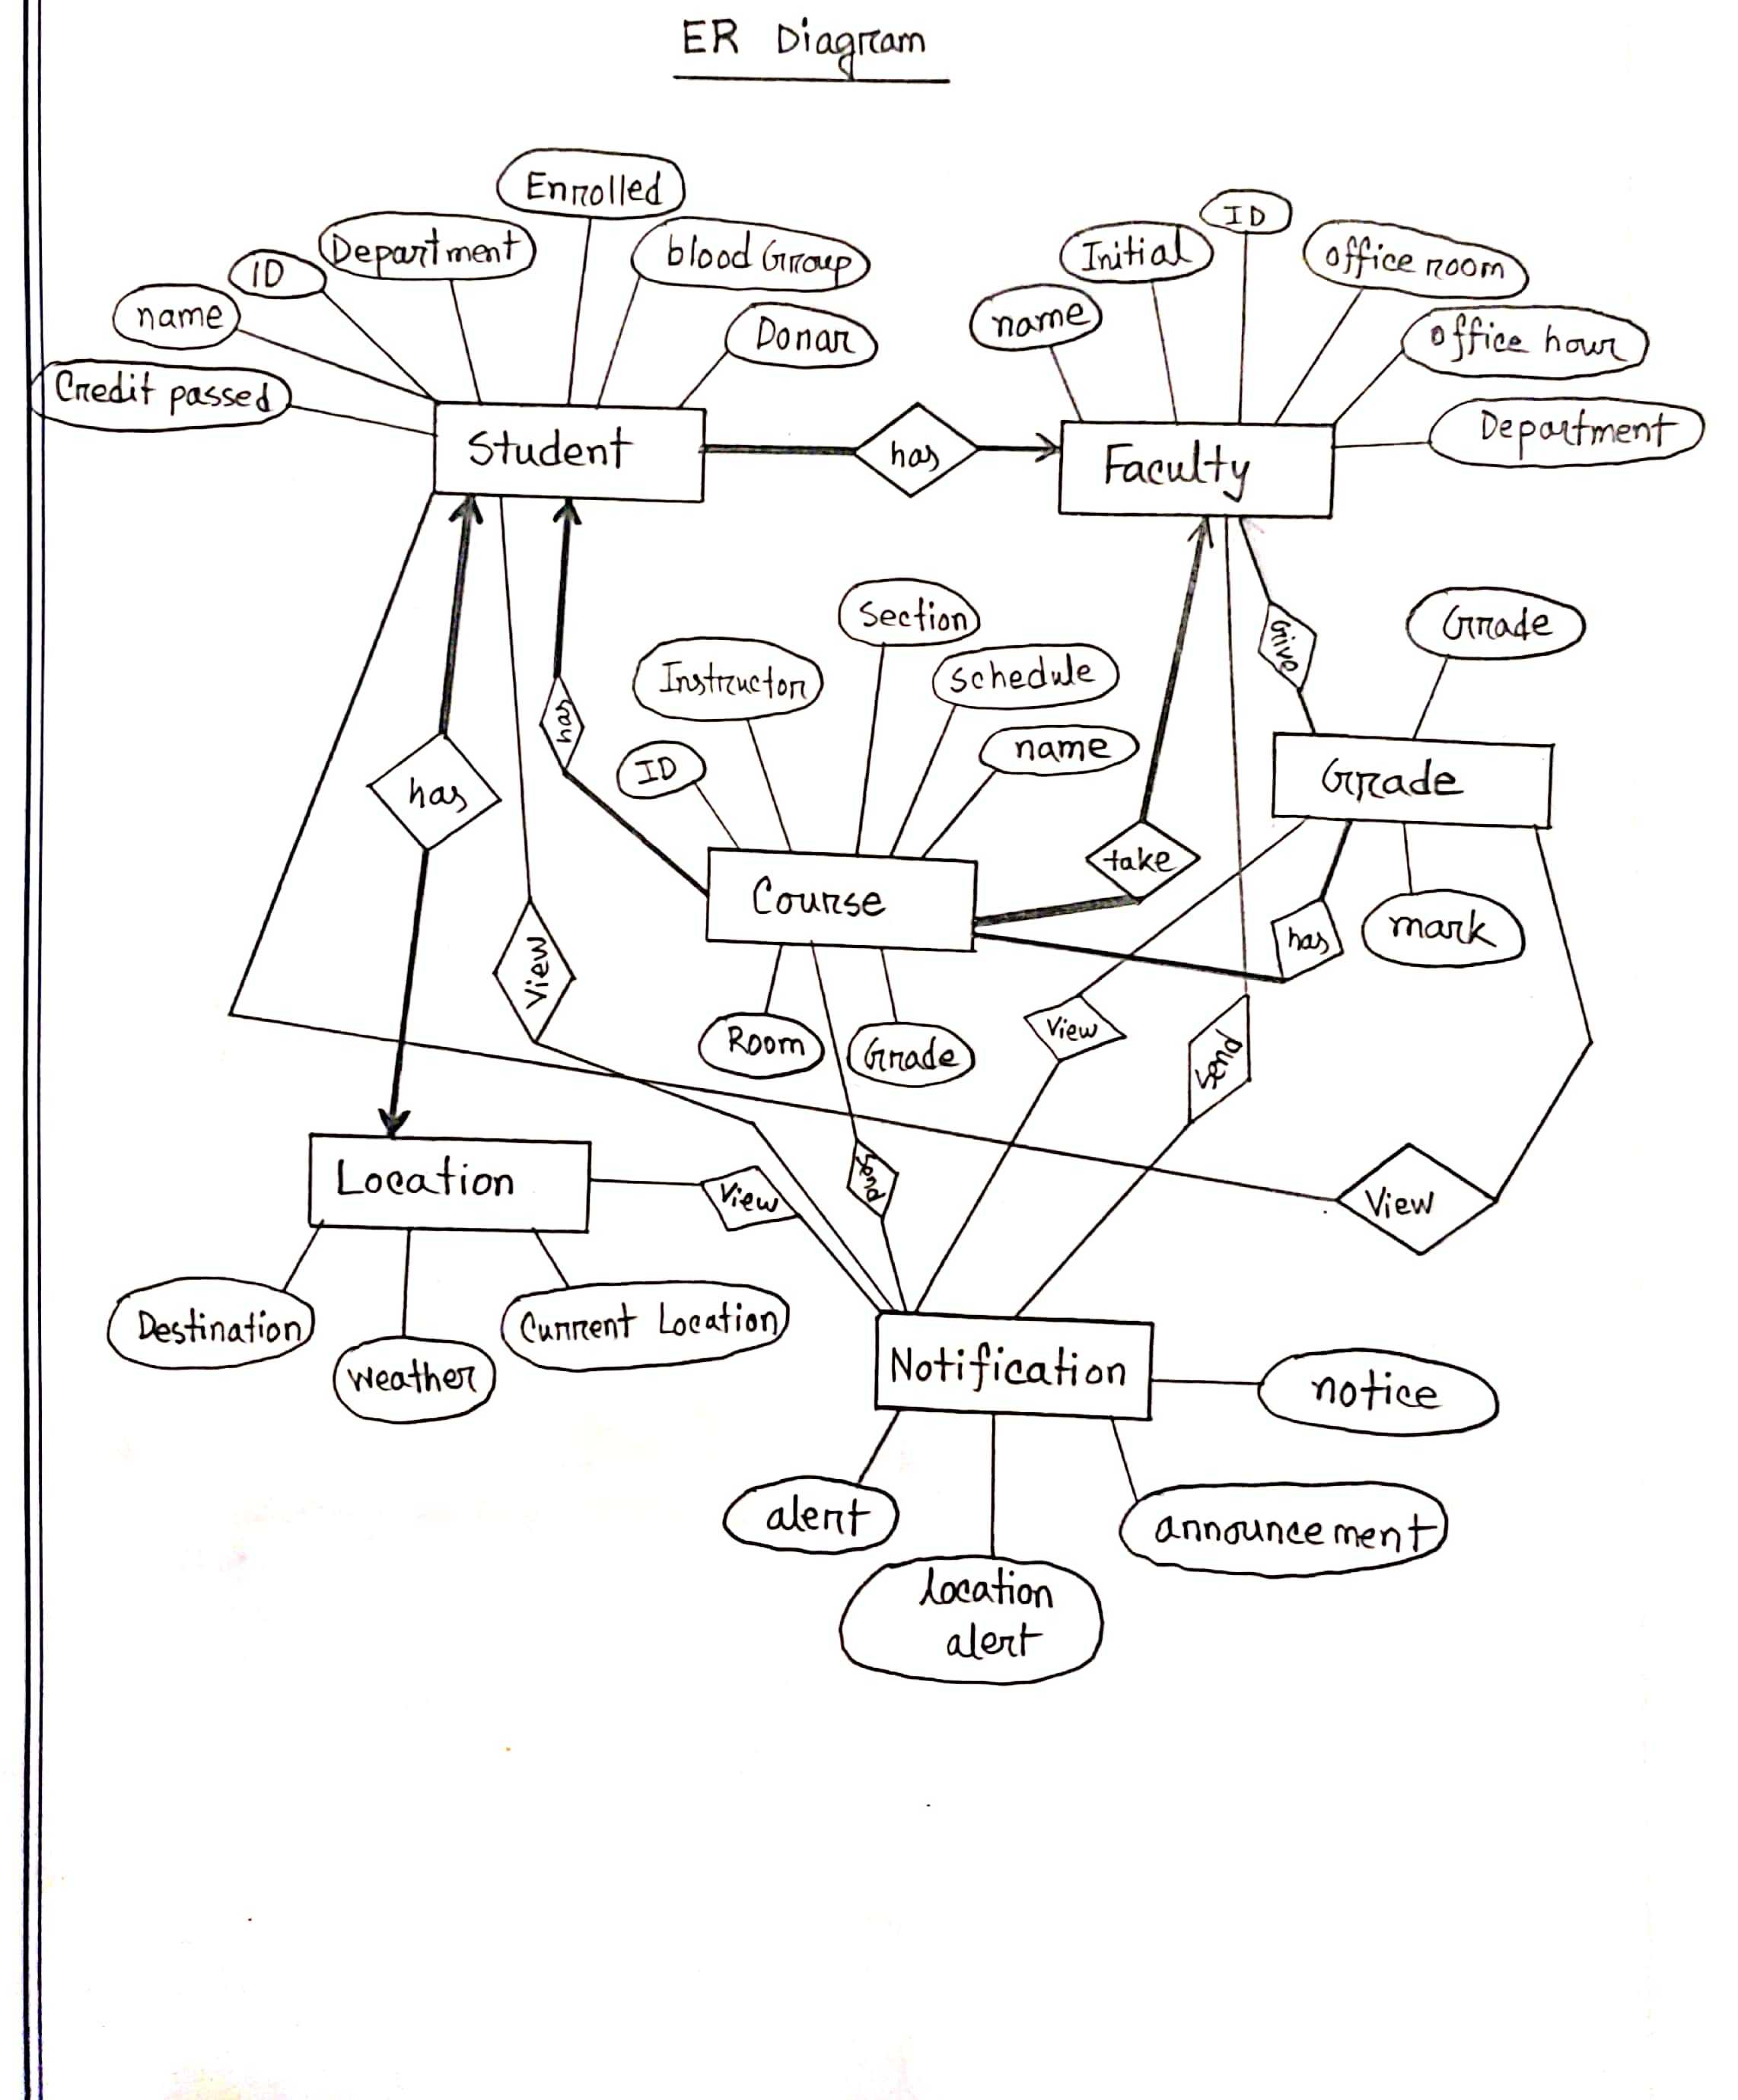 ER Diagram
Enrolled
ID
Department
blood Group
Initial
office room
ID
name
name
Donar
office hour
Credit passed
Department
Student
has
Faculty
Section
Give
Grade
Instructor
schedule
has
name
ID
has
Grade
take
Course
mark
View
has
Room
Grade
View
Send
Location
View
Send
View
Destination
Current Location
weather
Notification
notice
alert
announcement
location
alert